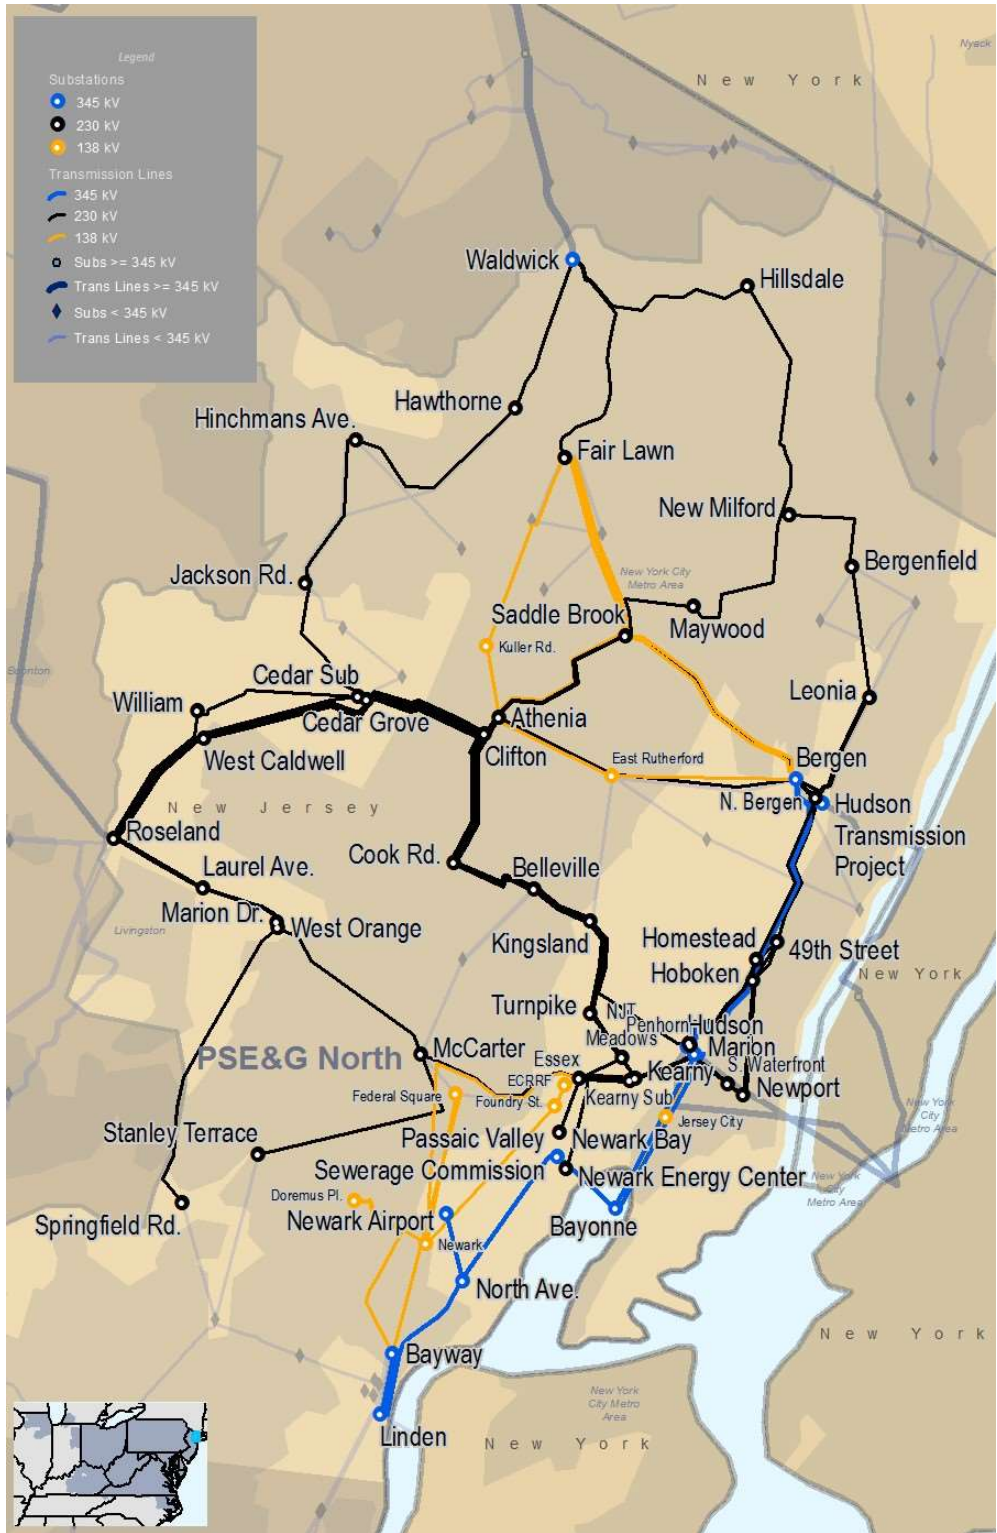 Legend
Substations
345 kV
230 kV
138 kV
Transmission Lines
345 kV
230 kV
138 kV
Subs >= 345 kV
Trans Lines >= 345 kV
Subs < 345 kV
Trans Lines < 345 kV
Nyack
New York
Waldwick
Hillsdale
Hawthorne
Hinchmans Ave.
Fair Lawn
New Milford
Bergenfield
Jackson Rd.
New York City
Metro Area
Saddle Brook
Maywood
Kuller Rd.
Boonton
Cedar Sub
Leonia
William
Cedar Grove
Athenia
Clifton
West Caldwell
East Rutherford
Bergen
N. Bergen
Hudson
Transmission
Project
New Jersey
Roseland
Cook Rd.
Laurel Ave.
Belleville
Marion Dr.
West Orange
Livingston
Kingsland
Homestead
49th Street
Hoboken
New York
Turnpike
NJT
Meadows
Penhorn
Hudson
Marion
PSE&G North
McCarter
Essex
Kearny
S. Waterfront
ECRRF
Newport
Federal Square
Foundry St.
Kearny Sub
Jersey City
New York
City
Metro Area
Stanley Terrace
Passaic Valley
Sewerage Commission
Newark Bay
Newark Energy Center
New York
City
Metro Area
Doremus Pl.
Springfield Rd.
Newark Airport
Bayonne
Newark
North Ave.
New York
Bayway
New York
City Metro
Area
Linden
New York